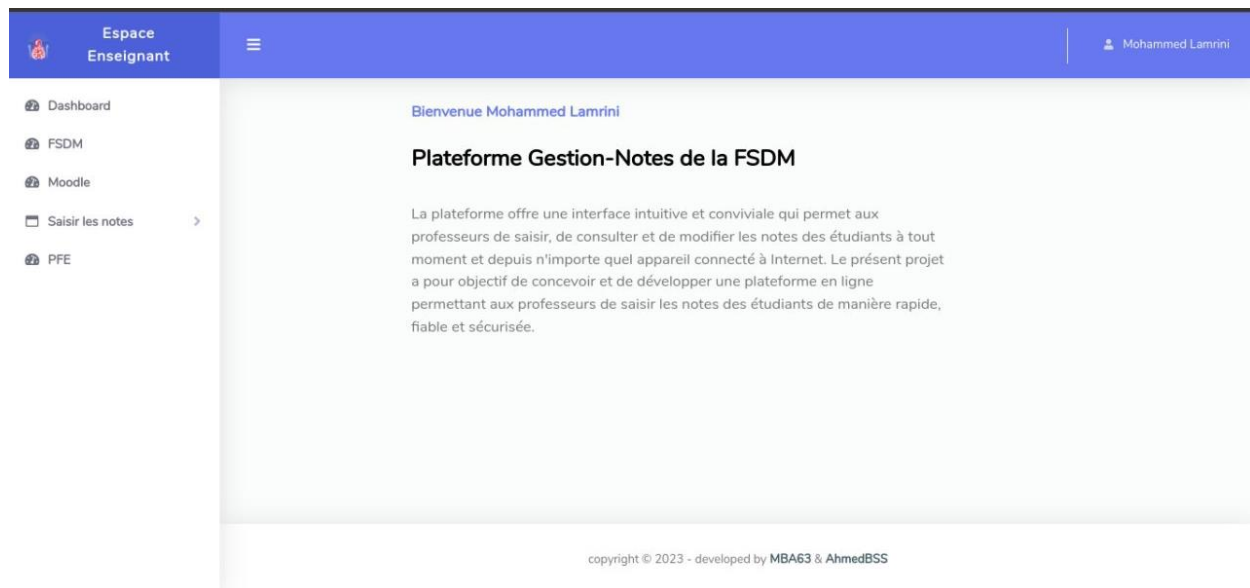 Espace
Enseignant
Mohammed Lamrini
Dashboard
FSDM
Moodle
Saisir les notes
PFE
Bienvenue Mohammed Lamrini
Plateforme Gestion-Notes de la FSDM
La plateforme offre une interface intuitive et conviviale qui permet aux
professeurs de saisir, de consulter et de modifier les notes des étudiants à tout
moment et depuis n'importe quel appareil connecté à Internet. Le présent projet
a pour objectif de concevoir et de développer une plateforme en ligne
permettant aux professeurs de saisir les notes des étudiants de manière rapide,
fiable et sécurisée.
copyright © 2023 - developed by MBA63 & AhmedBSS